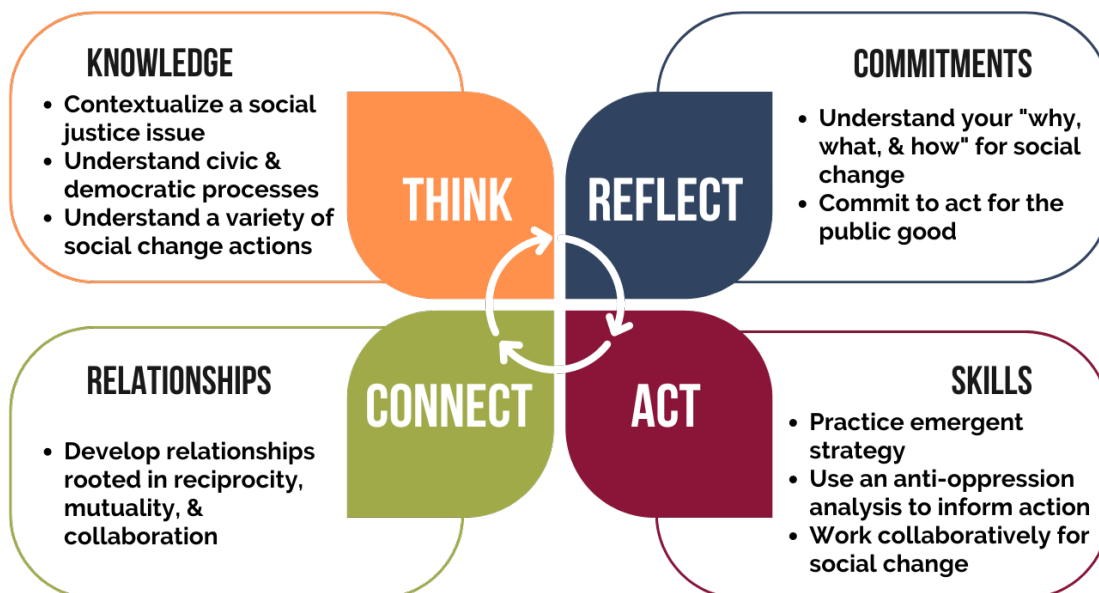 KNOWLEDGE
• Contextualize a social
justice issue
• Understand civic &
democratic processes
• Understand a variety of
social change actions
THINK
REFLECT
COMMITMENTS
• Understand your "why,
what, & how" for social
change
• Commit to act for the
public good
RELATIONSHIPS
• Develop relationships
rooted in reciprocity,
mutuality, &
collaboration
CONNECT
ACT
SKILLS
• Practice emergent
strategy
• Use an anti-oppression
analysis to inform action
• Work collaboratively for
social change